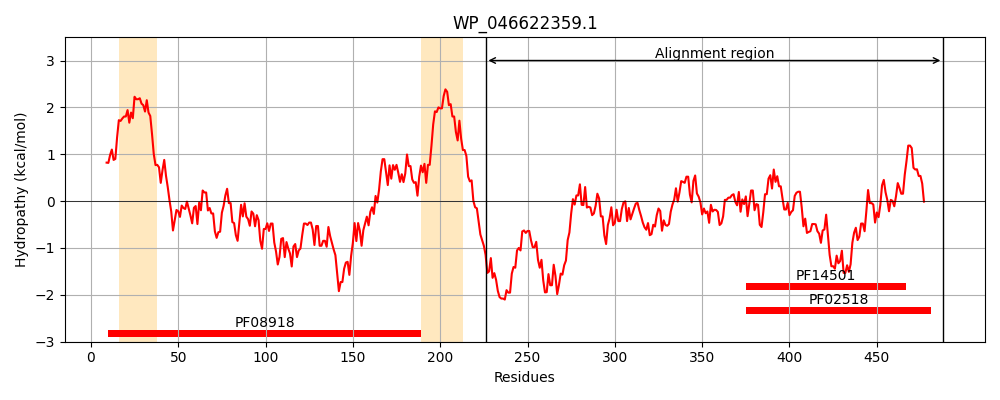 WP_046622359.1
Alignment region
Hydropathy (kcal/mol)
3
2
1
0
−1
−2
−3
PF14501
PF02518
PF08918
0 50 100 150 200 250 300 350 400 450
Residues